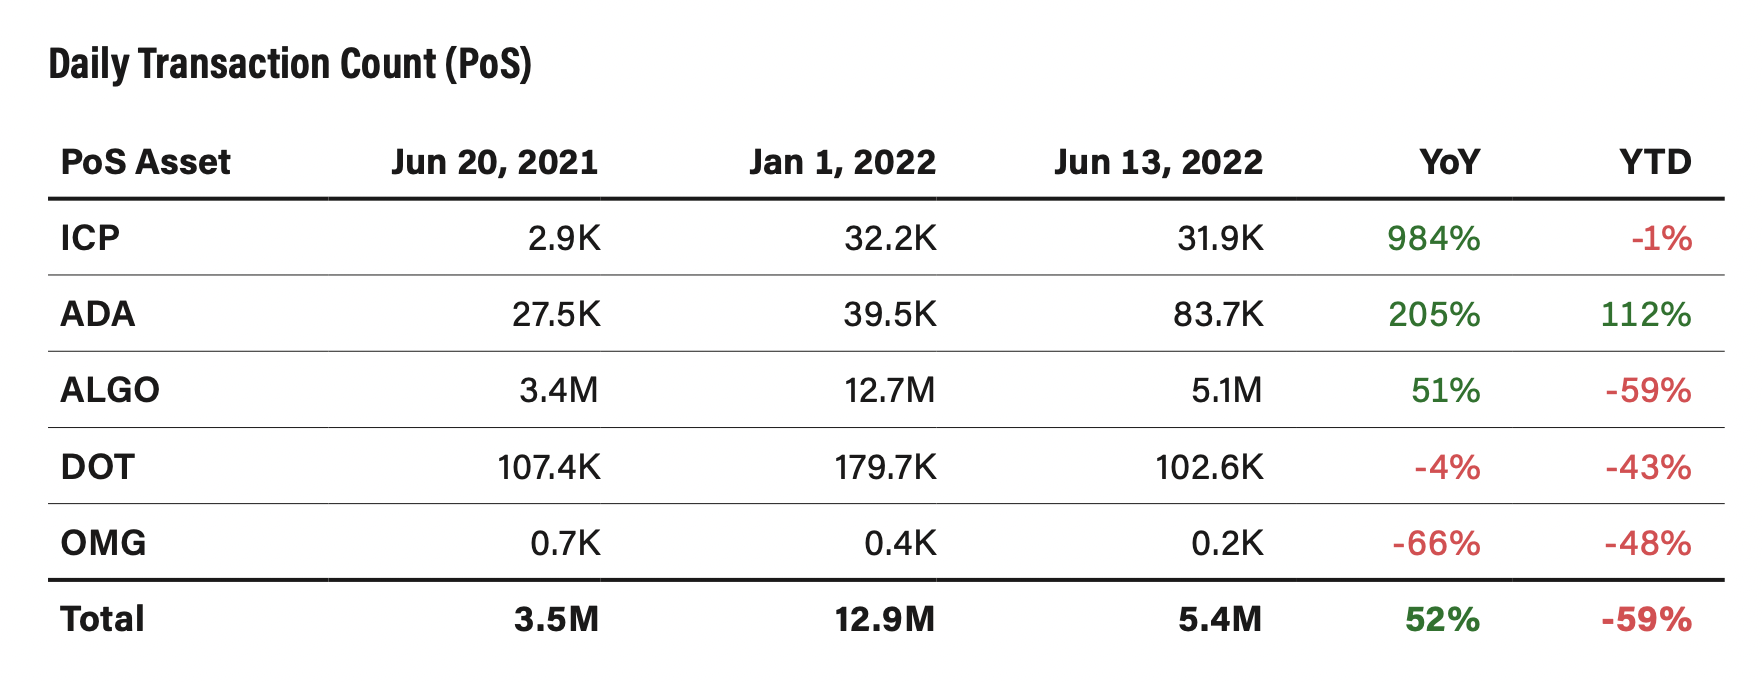 Daily Transaction Count (PoS)
PoS Asset Jun 20, 2021 Jan 1, 2022 Jun 13, 2022 YoY YTD
ICP 2.9K 32.2K 31.9K 984% -1%
ADA 27.5K 39.5K 83.7K 205% 112%
ALGO 3.4M 12.7M 5.1M 51% -59%
DOT 107.4K 179.7K 102.6K -4% -43%
OMG 0.7K 0.4K 0.2K -66% -48%
Total 3.5M 12.9M 5.4M 52% -59%